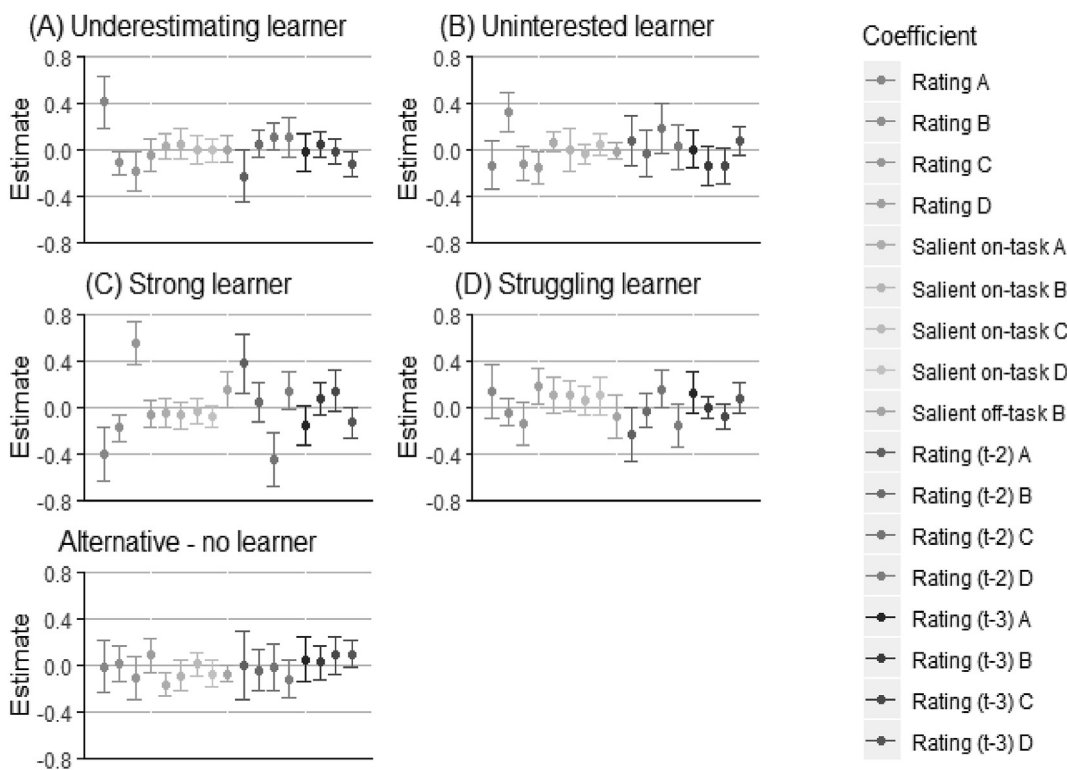 (A) Underestimating learner
(B) Uninterested learner
Estimate
0.8
0.4
0.0
-0.4
-0.8
Estimate
0.8
0.4
0.0
-0.4
-0.8
(C) Strong learner
(D) Struggling learner
Estimate
0.8
0.4
0.0
-0.4
-0.8
Estimate
0.8
0.4
0.0
-0.4
-0.8
Alternative - no learner
Estimate
0.8
0.4
0.0
-0.4
-0.8
Coefficient
Rating A
Rating B
Rating C
Rating D
Salient on-task A
Salient on-task B
Salient on-task C
Salient on-task D
Salient off-task B
Rating (t-2) A
Rating (t-2) B
Rating (t-2) C
Rating (t-2) D
Rating (t-3) A
Rating (t-3) B
Rating (t-3) C
Rating (t-3) D